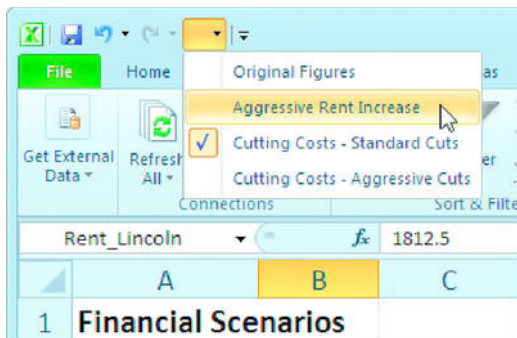 File Home Original Figures as
Aggressive Rent Increase
Cutting Costs - Standard Cuts
Cutting Costs - Aggressive Cuts
Get External
Data
Refresh
All
er
Connections Sort & Filte
Rent_Lincoln fx 1812.5
A B C
1 Financial Scenarios